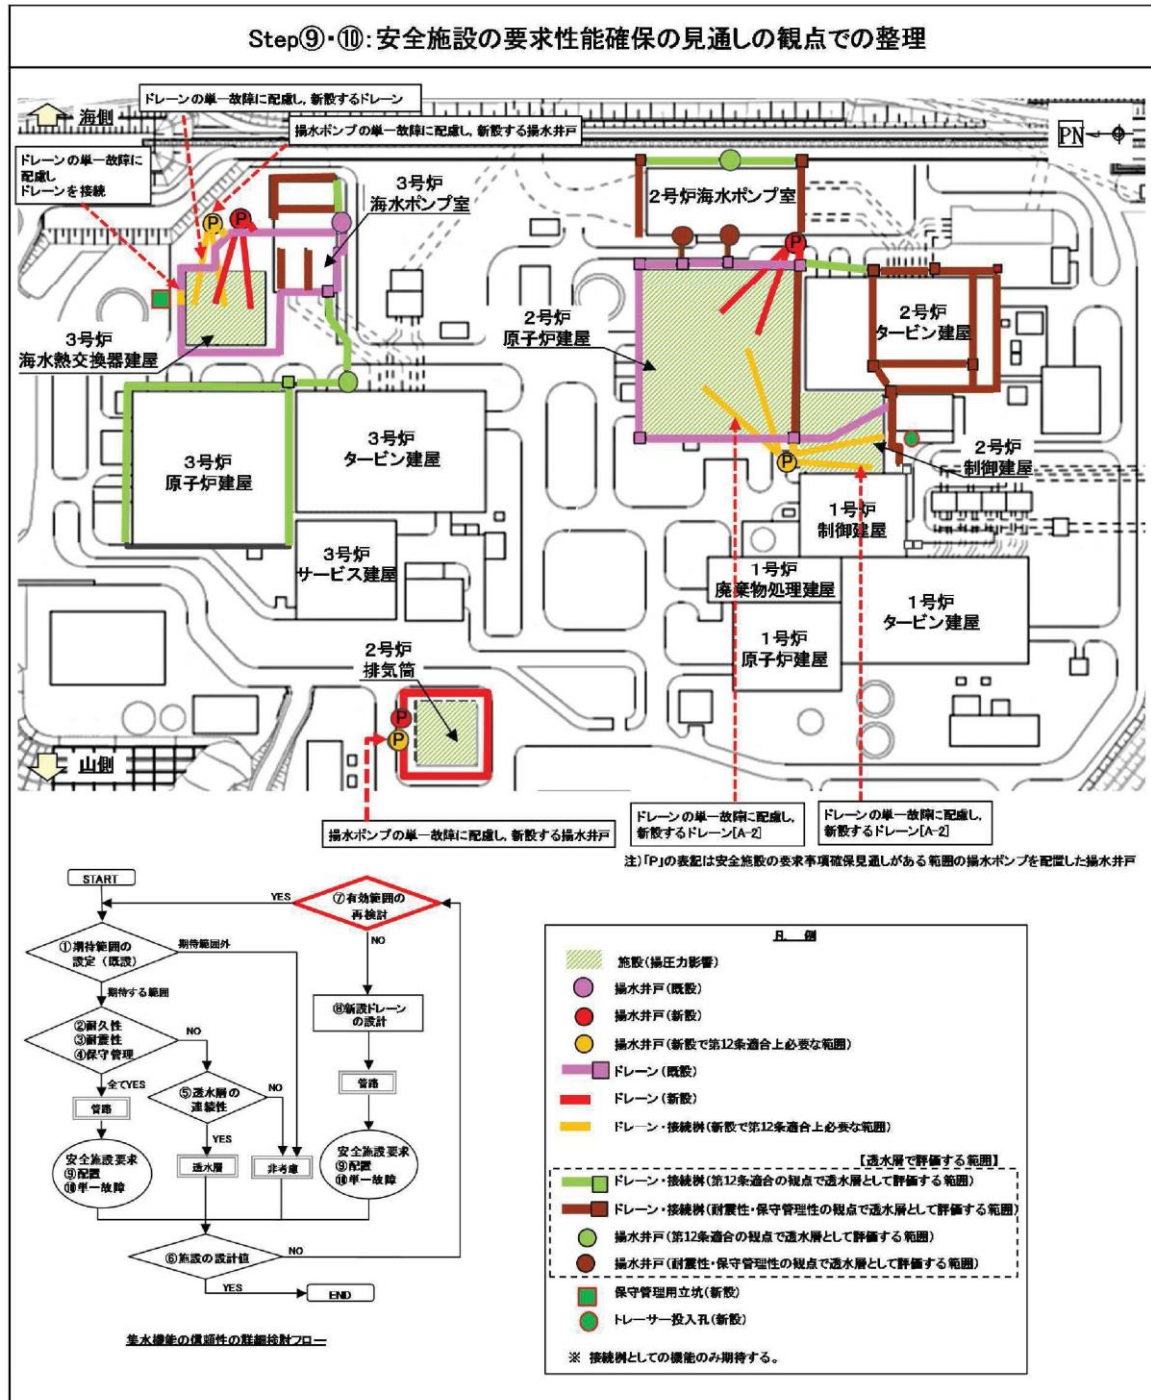 Step⑨・⑩:安全施設の要求性能確保の見通しの観点での整理
ドレーンの単一故障に配慮し,新設するドレーン
揚水ポンプの単一故障に配慮し,新設する揚水井戸
海側
PN
ドレーンの単一故障に
配慮し
ドレーンを接続
3号炉
海水ポンプ室
2号炉海水ポンプ室
P
P
P
3号炉
海水熱交換器建屋
2号炉
原子炉建屋
2号炉
タービン建屋
3号炉
原子炉建屋
3号炉
タービン建屋
P
2号炉
制御建屋
1号炉
制御建屋
3号炉
サービス建屋
1号炉
廃棄物処理建屋
1号炉
タービン建屋
1号炉
原子炉建屋
2号炉
排気筒
P
P
山側
揚水ポンプの単一故障に配慮し,新設する揚水井戸
ドレーンの単一故障に配慮し,
新設するドレーン[A-2]
ドレーンの単一故障に配慮し,
新設するドレーン[A-2]
注)「P」の表記は安全施設の要求事項確保見通しがある範囲の揚水ポンプを配置した揚水井戸
START
YES
⑦有効範囲の
再検討
①期待範囲の
設定(既設)
期待範囲外
NO
期待する範囲
⑧新設ドレーン
の設計
②耐久性
③耐震性
④保守管理
NO
全てYES
⑤透水層の
連続性
NO
管路
管路
YES
安全施設要求
⑨配置
⑩単一故障
透水層
非考慮
安全施設要求
⑨配置
⑩単一故障
⑥施設の設計値
NO
YES
END
集水機能の信頼性の詳細検討フロー
凡 例
施設(揚圧力影響)
揚水井戸(既設)
揚水井戸(新設)
揚水井戸(新設で第12条適合上必要な範囲)
ドレーン(既設)
ドレーン(新設)
ドレーン・接続桝(新設で第12条適合上必要な範囲)
【透水層で評価する範囲】
ドレーン・接続桝(第12条適合の観点で透水層として評価する範囲)
ドレーン・接続桝(耐震性・保守管理性の観点で透水層として評価する範囲)
揚水井戸(第12条適合の観点で透水層として評価する範囲)
揚水井戸(耐震性・保守管理性の観点で透水層として評価する範囲)
保守管理用立坑(新設)
トレーサー投入孔(新設)
※ 接続桝としての機能のみ期待する。